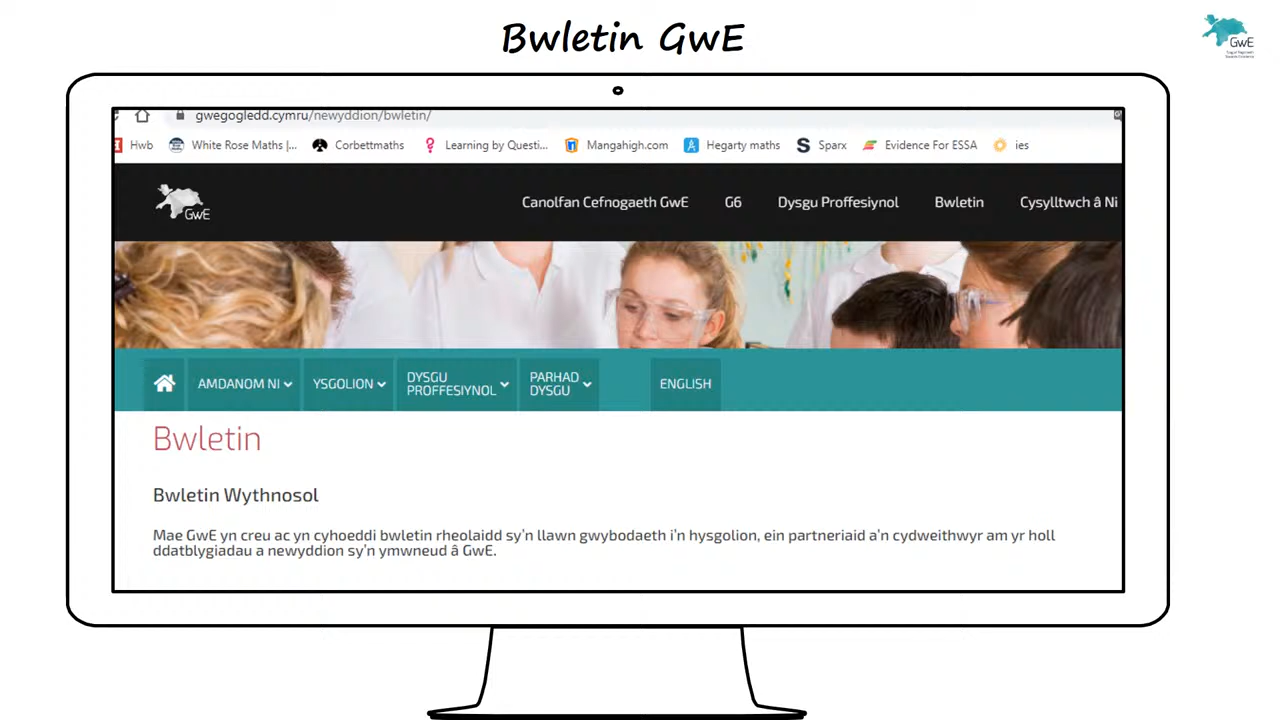 Bwletin GwE
GwE
gwegogledd.cymru/newyddion/bwletin/
Hwb White Rose Maths |... Corbettmaths Learning by Questi... Mangahigh.com Hegarty maths Sparx Evidence For ESSA ies
GwE
Canolfan Cefnogaeth GwE G6 Dysgu Proffesiynol Bwletin Cysylltwch â Ni
AMDANOM NI YSGOLION DYSGU PROFFESIYNOL PARHAD DYSGU ENGLISH
Bwletin
Bwletin Wythnosol
Mae GwE yn creu ac yn cyhoeddi bwletin rheolaidd sy'n llawn gwybodaeth i'n hysgolion, ein partneriaid a'n cydweithwyr am yr holl
ddatblygiadau a newyddion sy'n ymwneud â GwE.